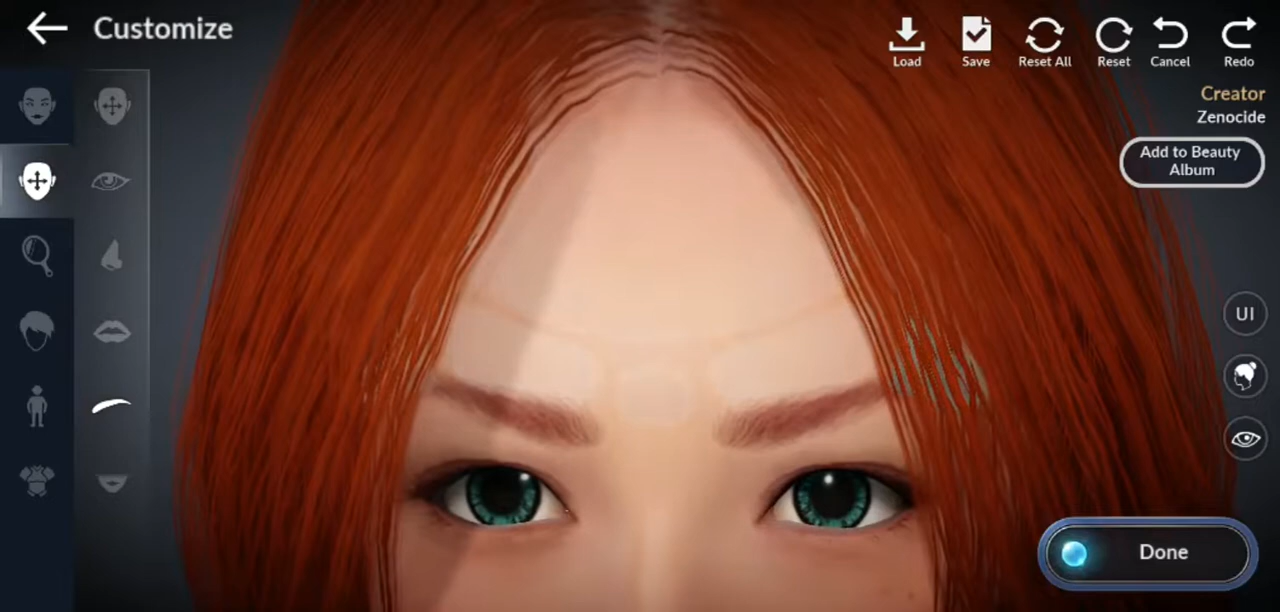 Customize
Load
Save
Reset All
Reset
Cancel
Redo
Creator
Zenocide
Add to Beauty
Album
UI
Done